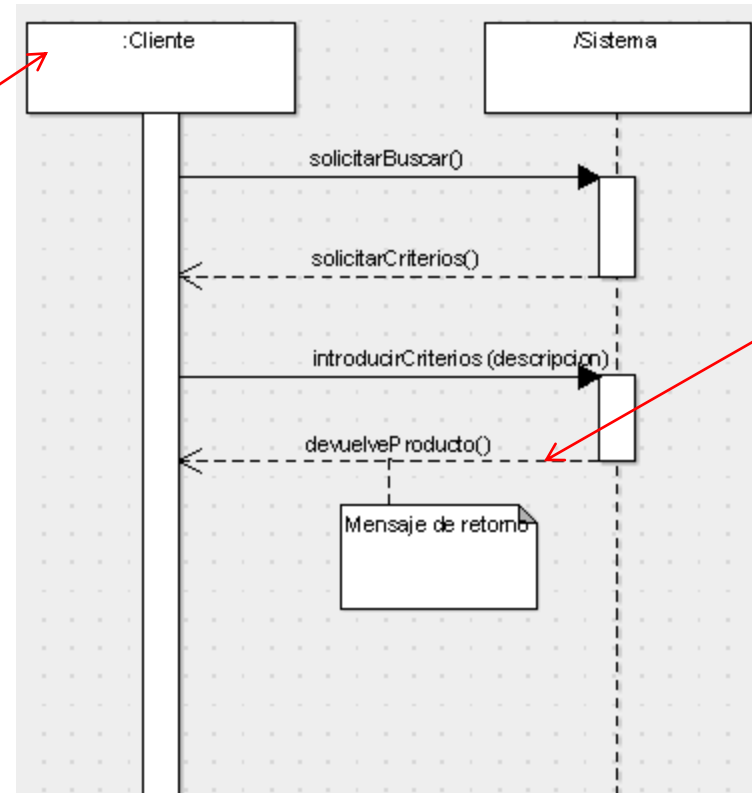 :Cliente
/Sistema
solicitarBuscar()
solicitarCriterios()
introducirCriterios (descripcion)
devuelveProducto()
Mensaje de retorno